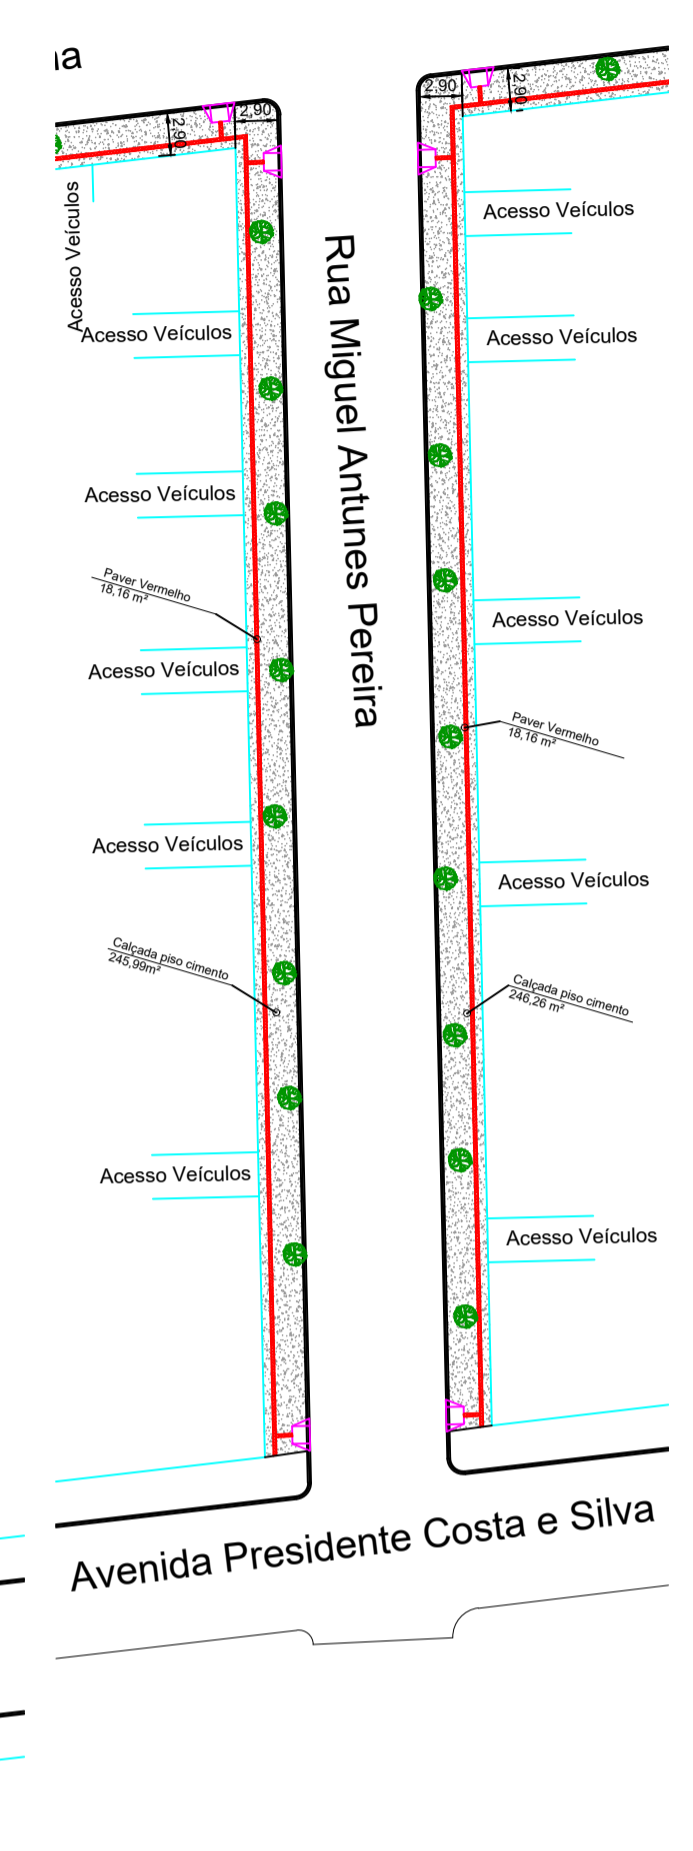 na
2,90
2,90
2,90
2,90
Acesso Veículos
Acesso Veículos
Acesso Veículos
Acesso Veículos
Rua Miguel Antunes Pereira
Acesso Veículos
Paver Vermelho
18,16 m²
Acesso Veículos
Acesso Veículos
Paver Vermelho
18,16 m²
Acesso Veículos
Acesso Veículos
Calçada piso cimento
245,99m²
Calçada piso cimento
246,26 m²
Acesso Veículos
Acesso Veículos
Avenida Presidente Costa e Silva